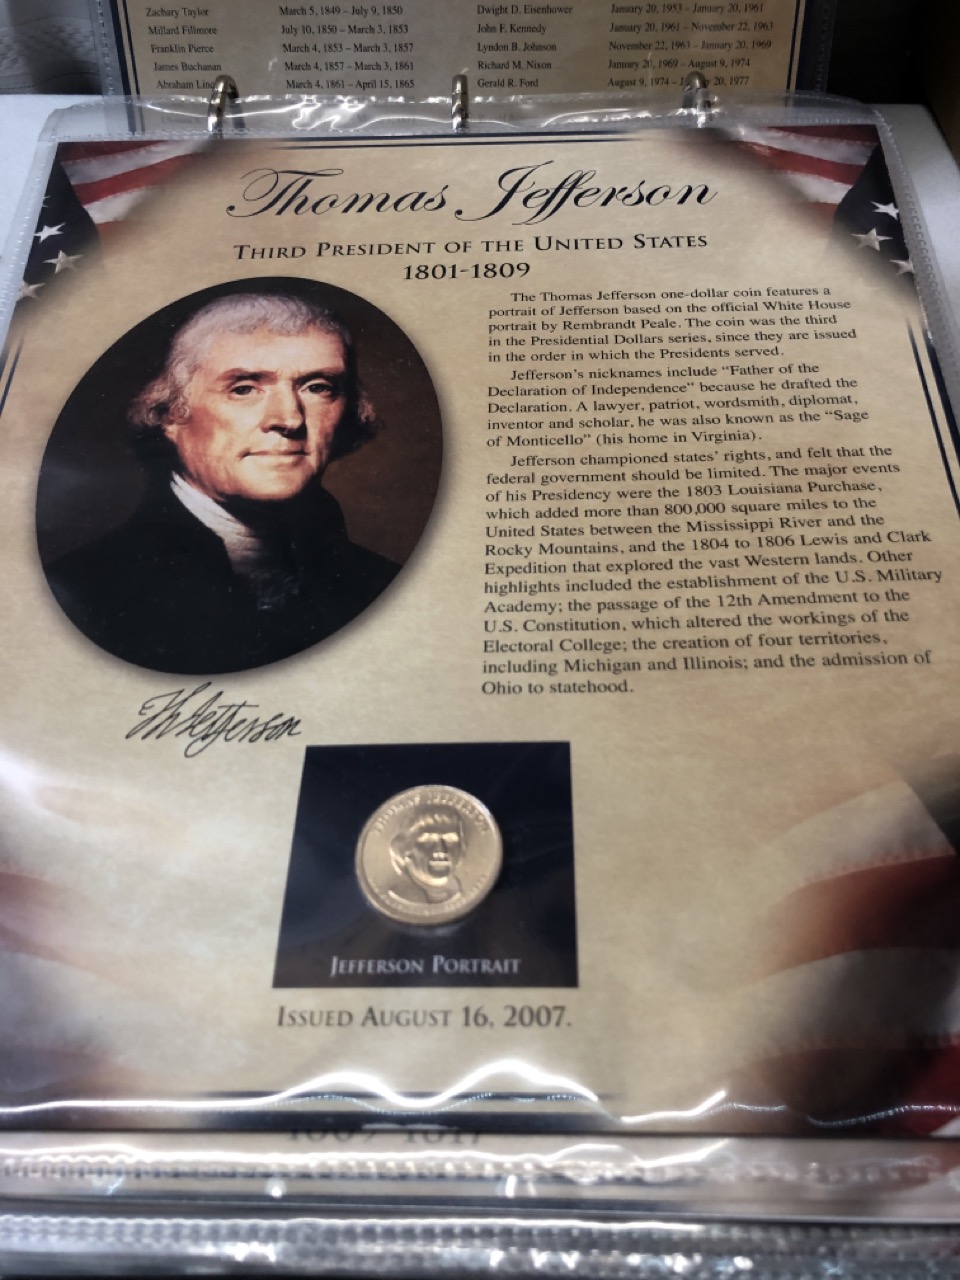 Zachary Taylor March 5, 1849 – July 9, 1850 Dwight D. Eisenhower January 20, 1953 – January 20, 1961
Millard Fillmore July 10, 1850 – March 3, 1853 John F. Kennedy January 20, 1961 – November 22, 1963
Franklin Pierce March 4, 1853 – March 3, 1857 Lyndon B. Johnson November 22, 1963 – January 20, 1969
James Buchanan March 4, 1857 – March 3, 1861 Richard M. Nixon January 20, 1969 – August 9, 1974
Abraham March 4, 1861 – April 15, 1865 Gerald R. Ford August 9, 1974 – 20, 1977
Thomas Jefferson
Third President of the United States
1801-1809
The Thomas Jefferson one-dollar coin features a
portrait of Jefferson based on the official White House
portrait by Rembrandt Peale. The coin was the third
in the Presidential Dollars series, since they are issued
in the order in which the Presidents served.
Jefferson's nicknames include "Father of the
Declaration of Independence" because he drafted the
Declaration. A lawyer, patriot, wordsmith, diplomat,
inventor and scholar, he was also known as the "Sage
of Monticello" (his home in Virginia).
Jefferson championed states' rights, and felt that the
federal government should be limited. The major events
of his Presidency were the 1803 Louisiana Purchase,
which added more than 800,000 square miles to the
United States between the Mississippi River and the
Rocky Mountains, and the 1804 to 1806 Lewis and Clark
Expedition that explored the vast Western lands. Other
highlights included the establishment of the U.S. Military
Academy; the passage of the 12th Amendment to the
U.S. Constitution, which altered the workings of the
Electoral College; the creation of four territories,
including Michigan and Illinois; and the admission of
Ohio to statehood.
Th Jefferson
THOMAS JEFFERSON
Jefferson Portrait
Issued August 16, 2007.